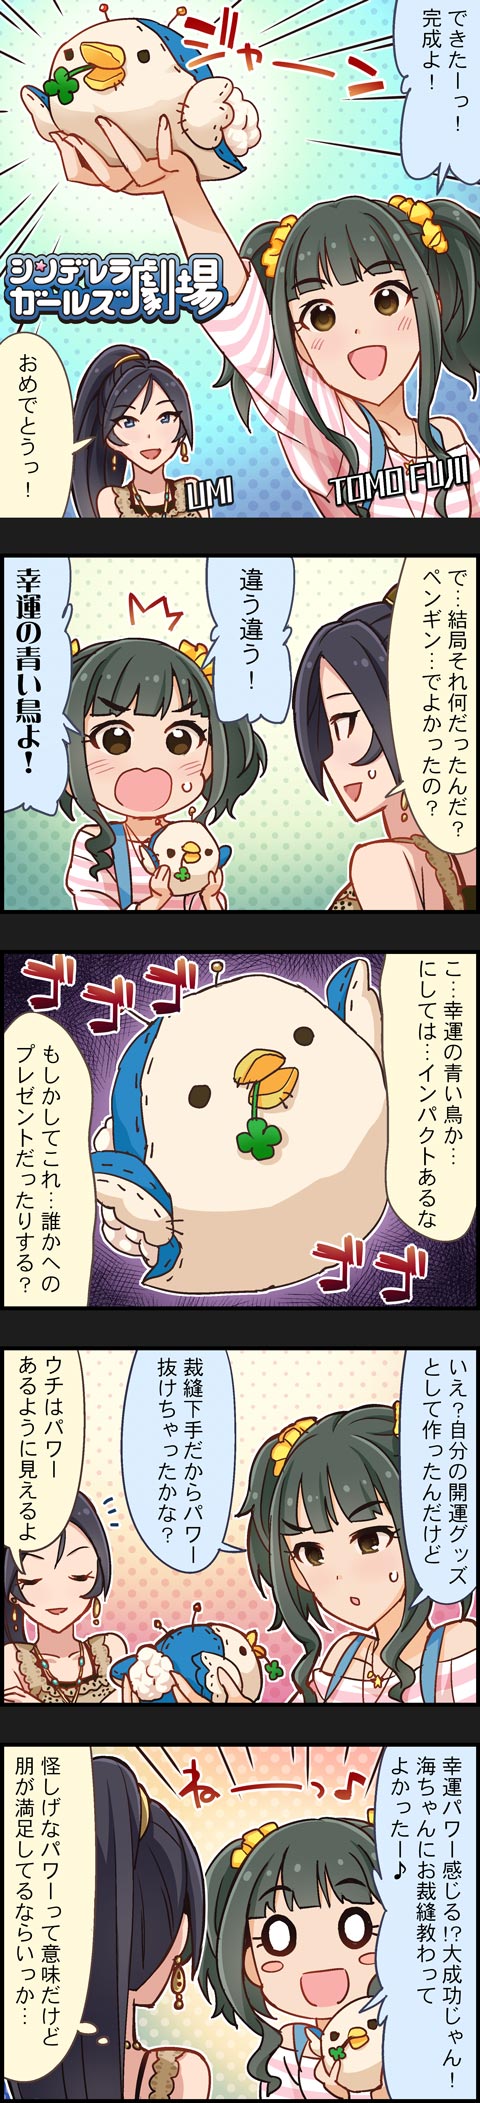 できたーっ！
完成よ！
ジャーン
シンデレラ
ガールズ劇場
おめでとうっ！
UMI
TOMO FUJII
で…結局それ何だったんだ？
ペンギン…でよかったの？
違う違う！
幸運の青い鳥よ！
こ…幸運の青い鳥か…
にしては…インパクトあるな
デデデ
デデ
もしかしてこれ…誰かへの
プレゼントだったりする？
いえ？自分の開運グッズ
として作ったんだけど
裁縫下手だからパワー
抜けちゃったかな？
ウチはパワー
あるように見えるよ
幸運パワー感じる!?大成功じゃん！
海ちゃんにお裁縫教わって
よかったー♪
ねーっ♪
怪しげなパワーって意味だけど
朋が満足してるならいっか…